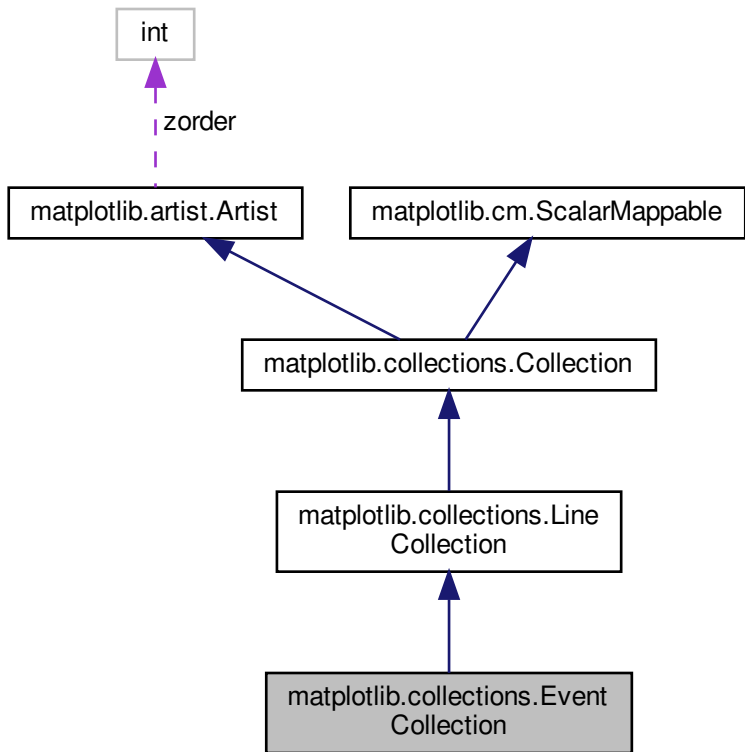 int
zorder
matplotlib.artist.Artist
matplotlib.cm.ScalarMappable
matplotlib.collections.Collection
matplotlib.collections.Line
Collection
matplotlib.collections.Event
Collection